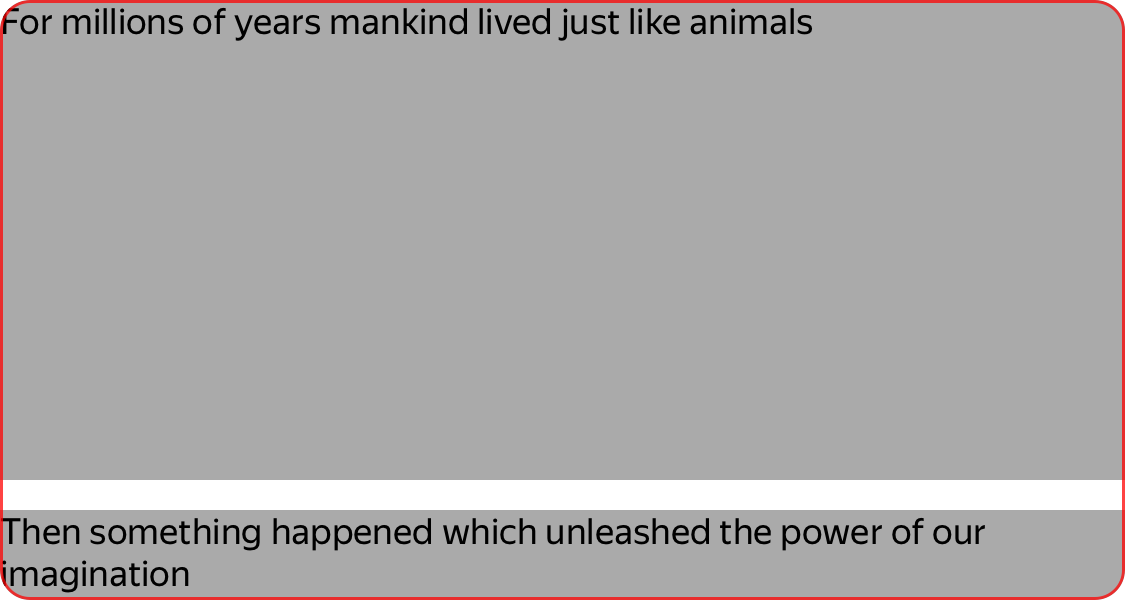 For millions of years mankind lived just like animals
Then something happened which unleashed the power of our
imagination